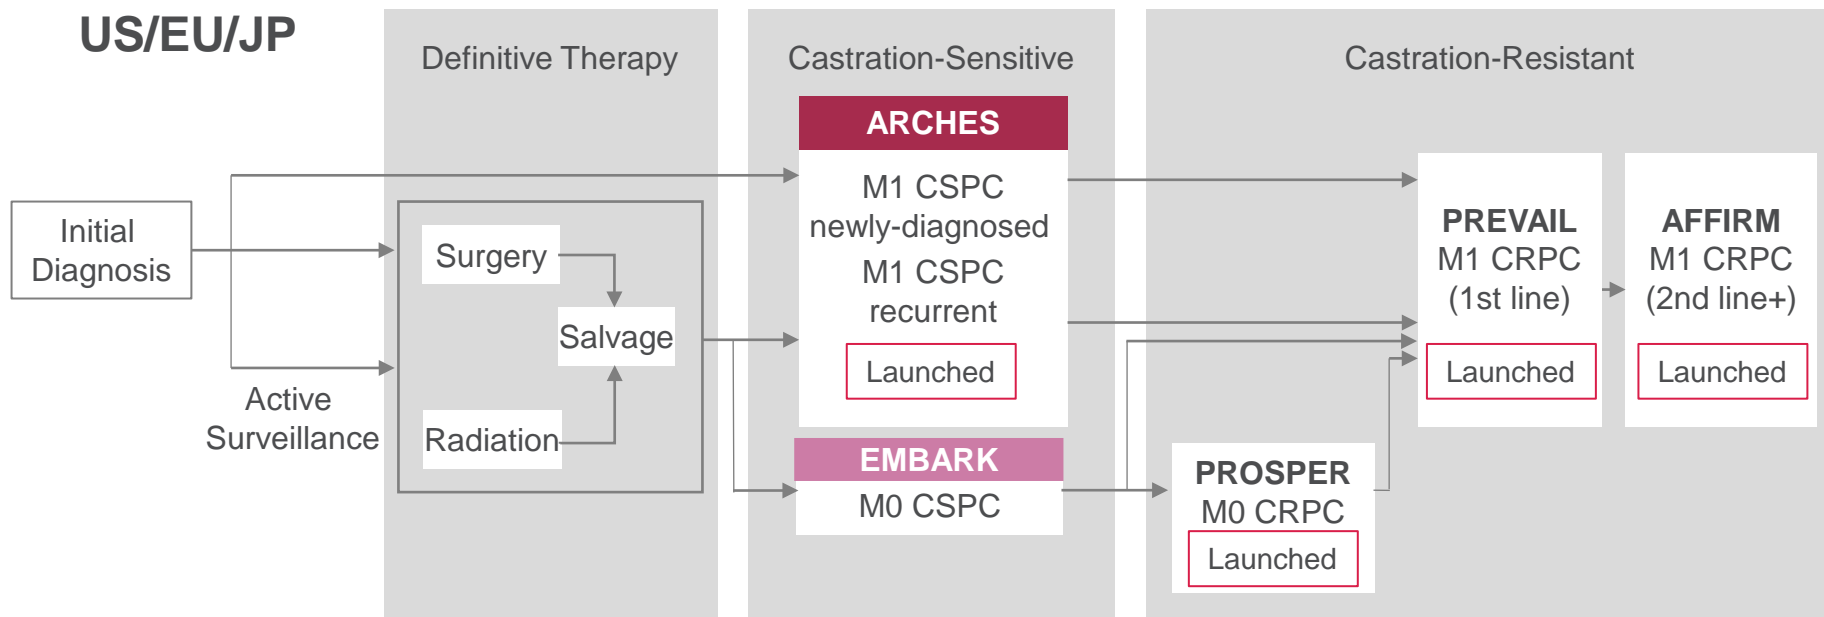 US/EU/JP
Definitive Therapy
Castration-Sensitive
Castration-Resistant
Initial
Diagnosis
Active
Surveillance
Surgery
Salvage
Radiation
ARCHES
M1 CSPC
newly-diagnosed
M1 CSPC
recurrent
Launched
EMBARK
M0 CSPC
PROSPER
M0 CRPC
Launched
PREVAIL
M1 CRPC
(1st line)
Launched
AFFIRM
M1 CRPC
(2nd line+)
Launched